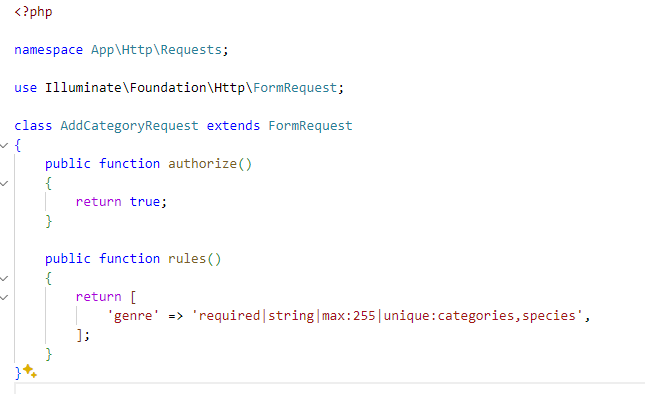 <?php
namespace App\Http\Requests;
use Illuminate\Foundation\Http\FormRequest;
class AddCategoryRequest extends FormRequest
{
    public function authorize()
    {
        return true;
    }
    public function rules()
    {
        return [
            'genre' => 'required|string|max:255|unique:categories,species',
        ];
    }
}